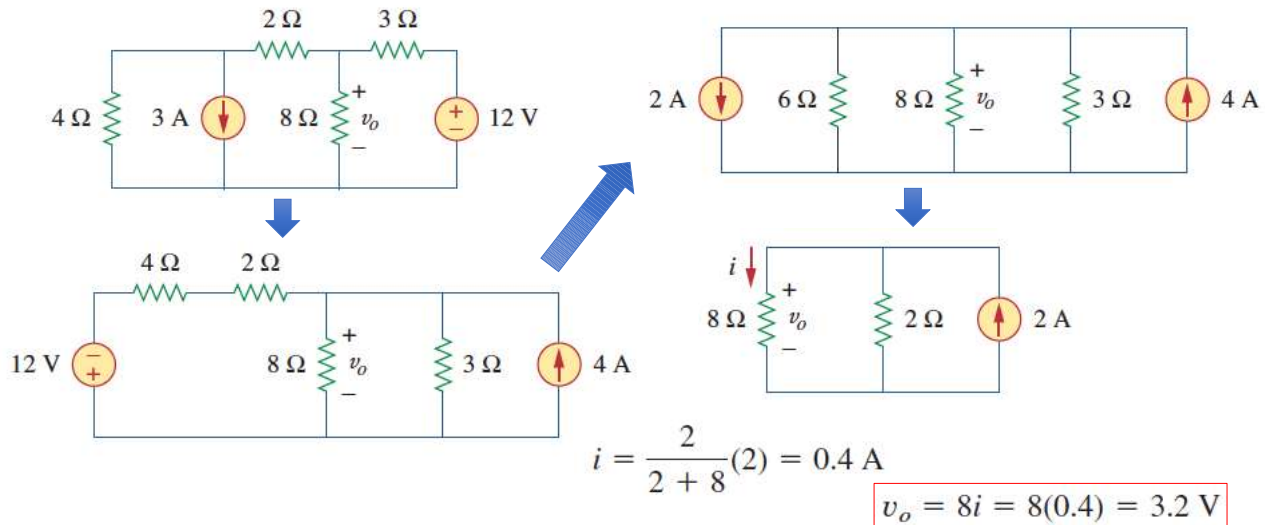 2 Ω 3 Ω
4 Ω 3 A 8 Ω + v_o − + − 12 V
4 Ω 2 Ω
12 V − + 8 Ω + v_o − 3 Ω 4 A
2 A 6 Ω 8 Ω + v_o − 3 Ω 4 A
i
8 Ω + v_o − 2 Ω 2 A
i = 2/(2 + 8) (2) = 0.4 A
v_o = 8i = 8(0.4) = 3.2 V